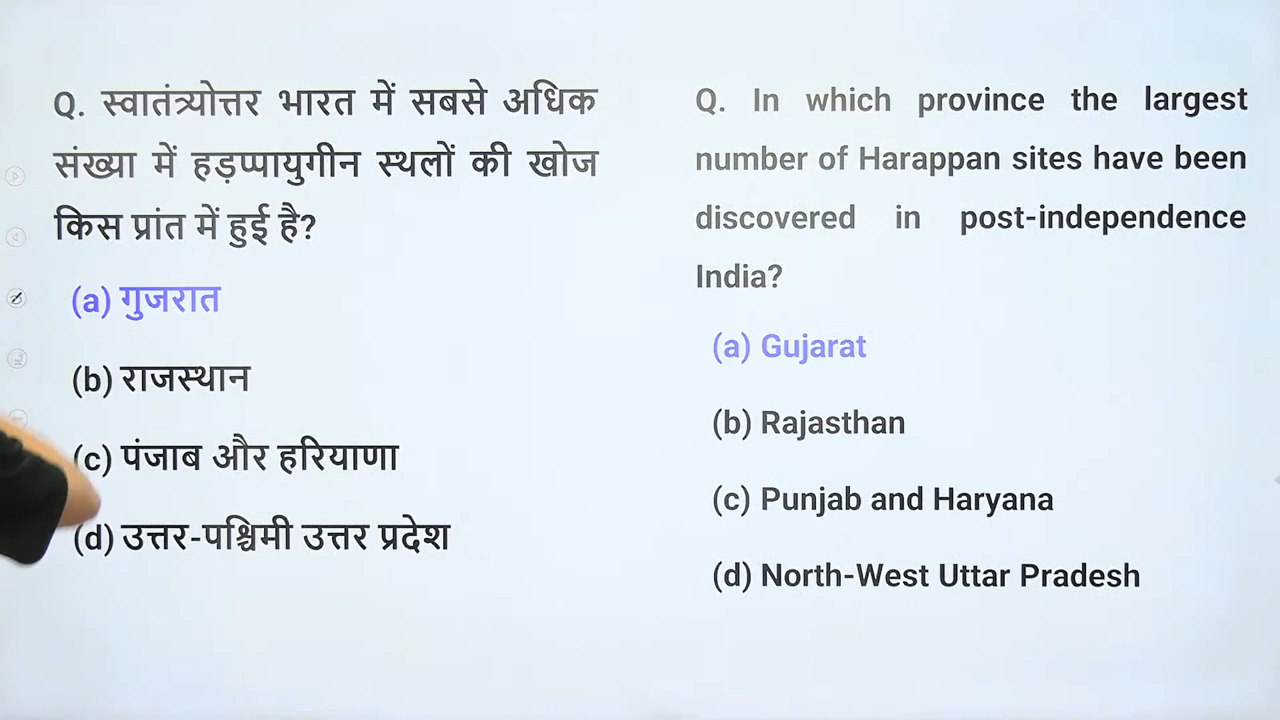 Q. स्वातंत्र्योत्तर भारत में सबसे अधिक
संख्या में हड़प्पायुगीन स्थलों की खोज
किस प्रांत में हुई है?
(a) गुजरात
(b) राजस्थान
(c) पंजाब और हरियाणा
(d) उत्तर-पश्चिमी उत्तर प्रदेश
Q. In which province the largest
number of Harappan sites have been
discovered in post-independence
India?
(a) Gujarat
(b) Rajasthan
(c) Punjab and Haryana
(d) North-West Uttar Pradesh